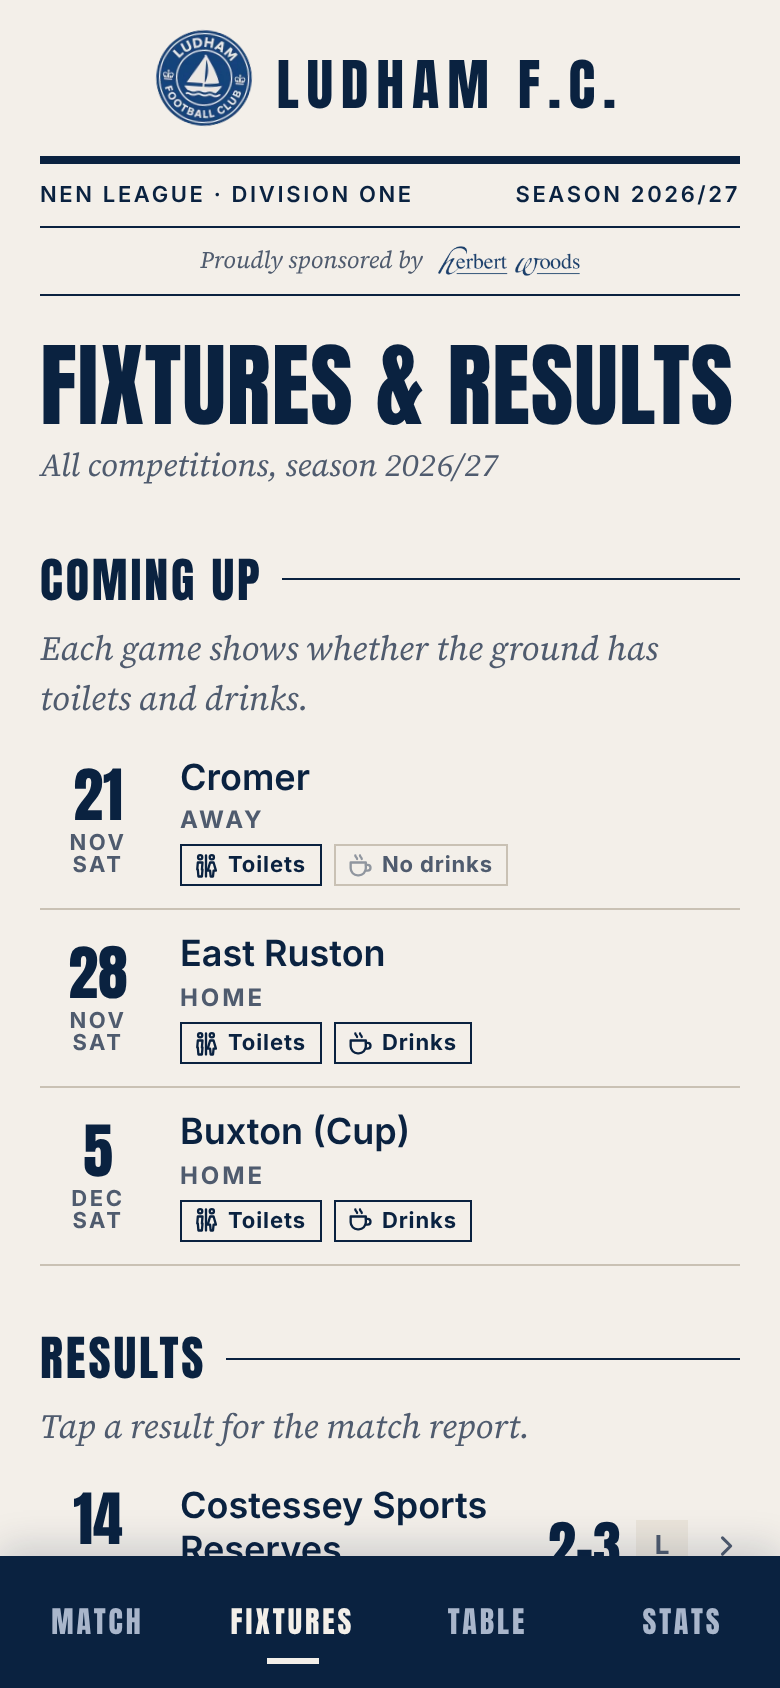 LUDHAM
FOOTBALL CLUB
LUDHAM F.C.
NEN LEAGUE · DIVISION ONE
SEASON 2026/27
Proudly sponsored by herbert woods
FIXTURES & RESULTS
All competitions, season 2026/27
COMING UP
Each game shows whether the ground has
toilets and drinks.
21
NOV
SAT
Cromer
AWAY
Toilets
No drinks
28
NOV
SAT
East Ruston
HOME
Toilets
Drinks
5
DEC
SAT
Buxton (Cup)
HOME
Toilets
Drinks
RESULTS
Tap a result for the match report.
14
Costessey Sports
Reserves
2-3
L
MATCH
FIXTURES
TABLE
STATS